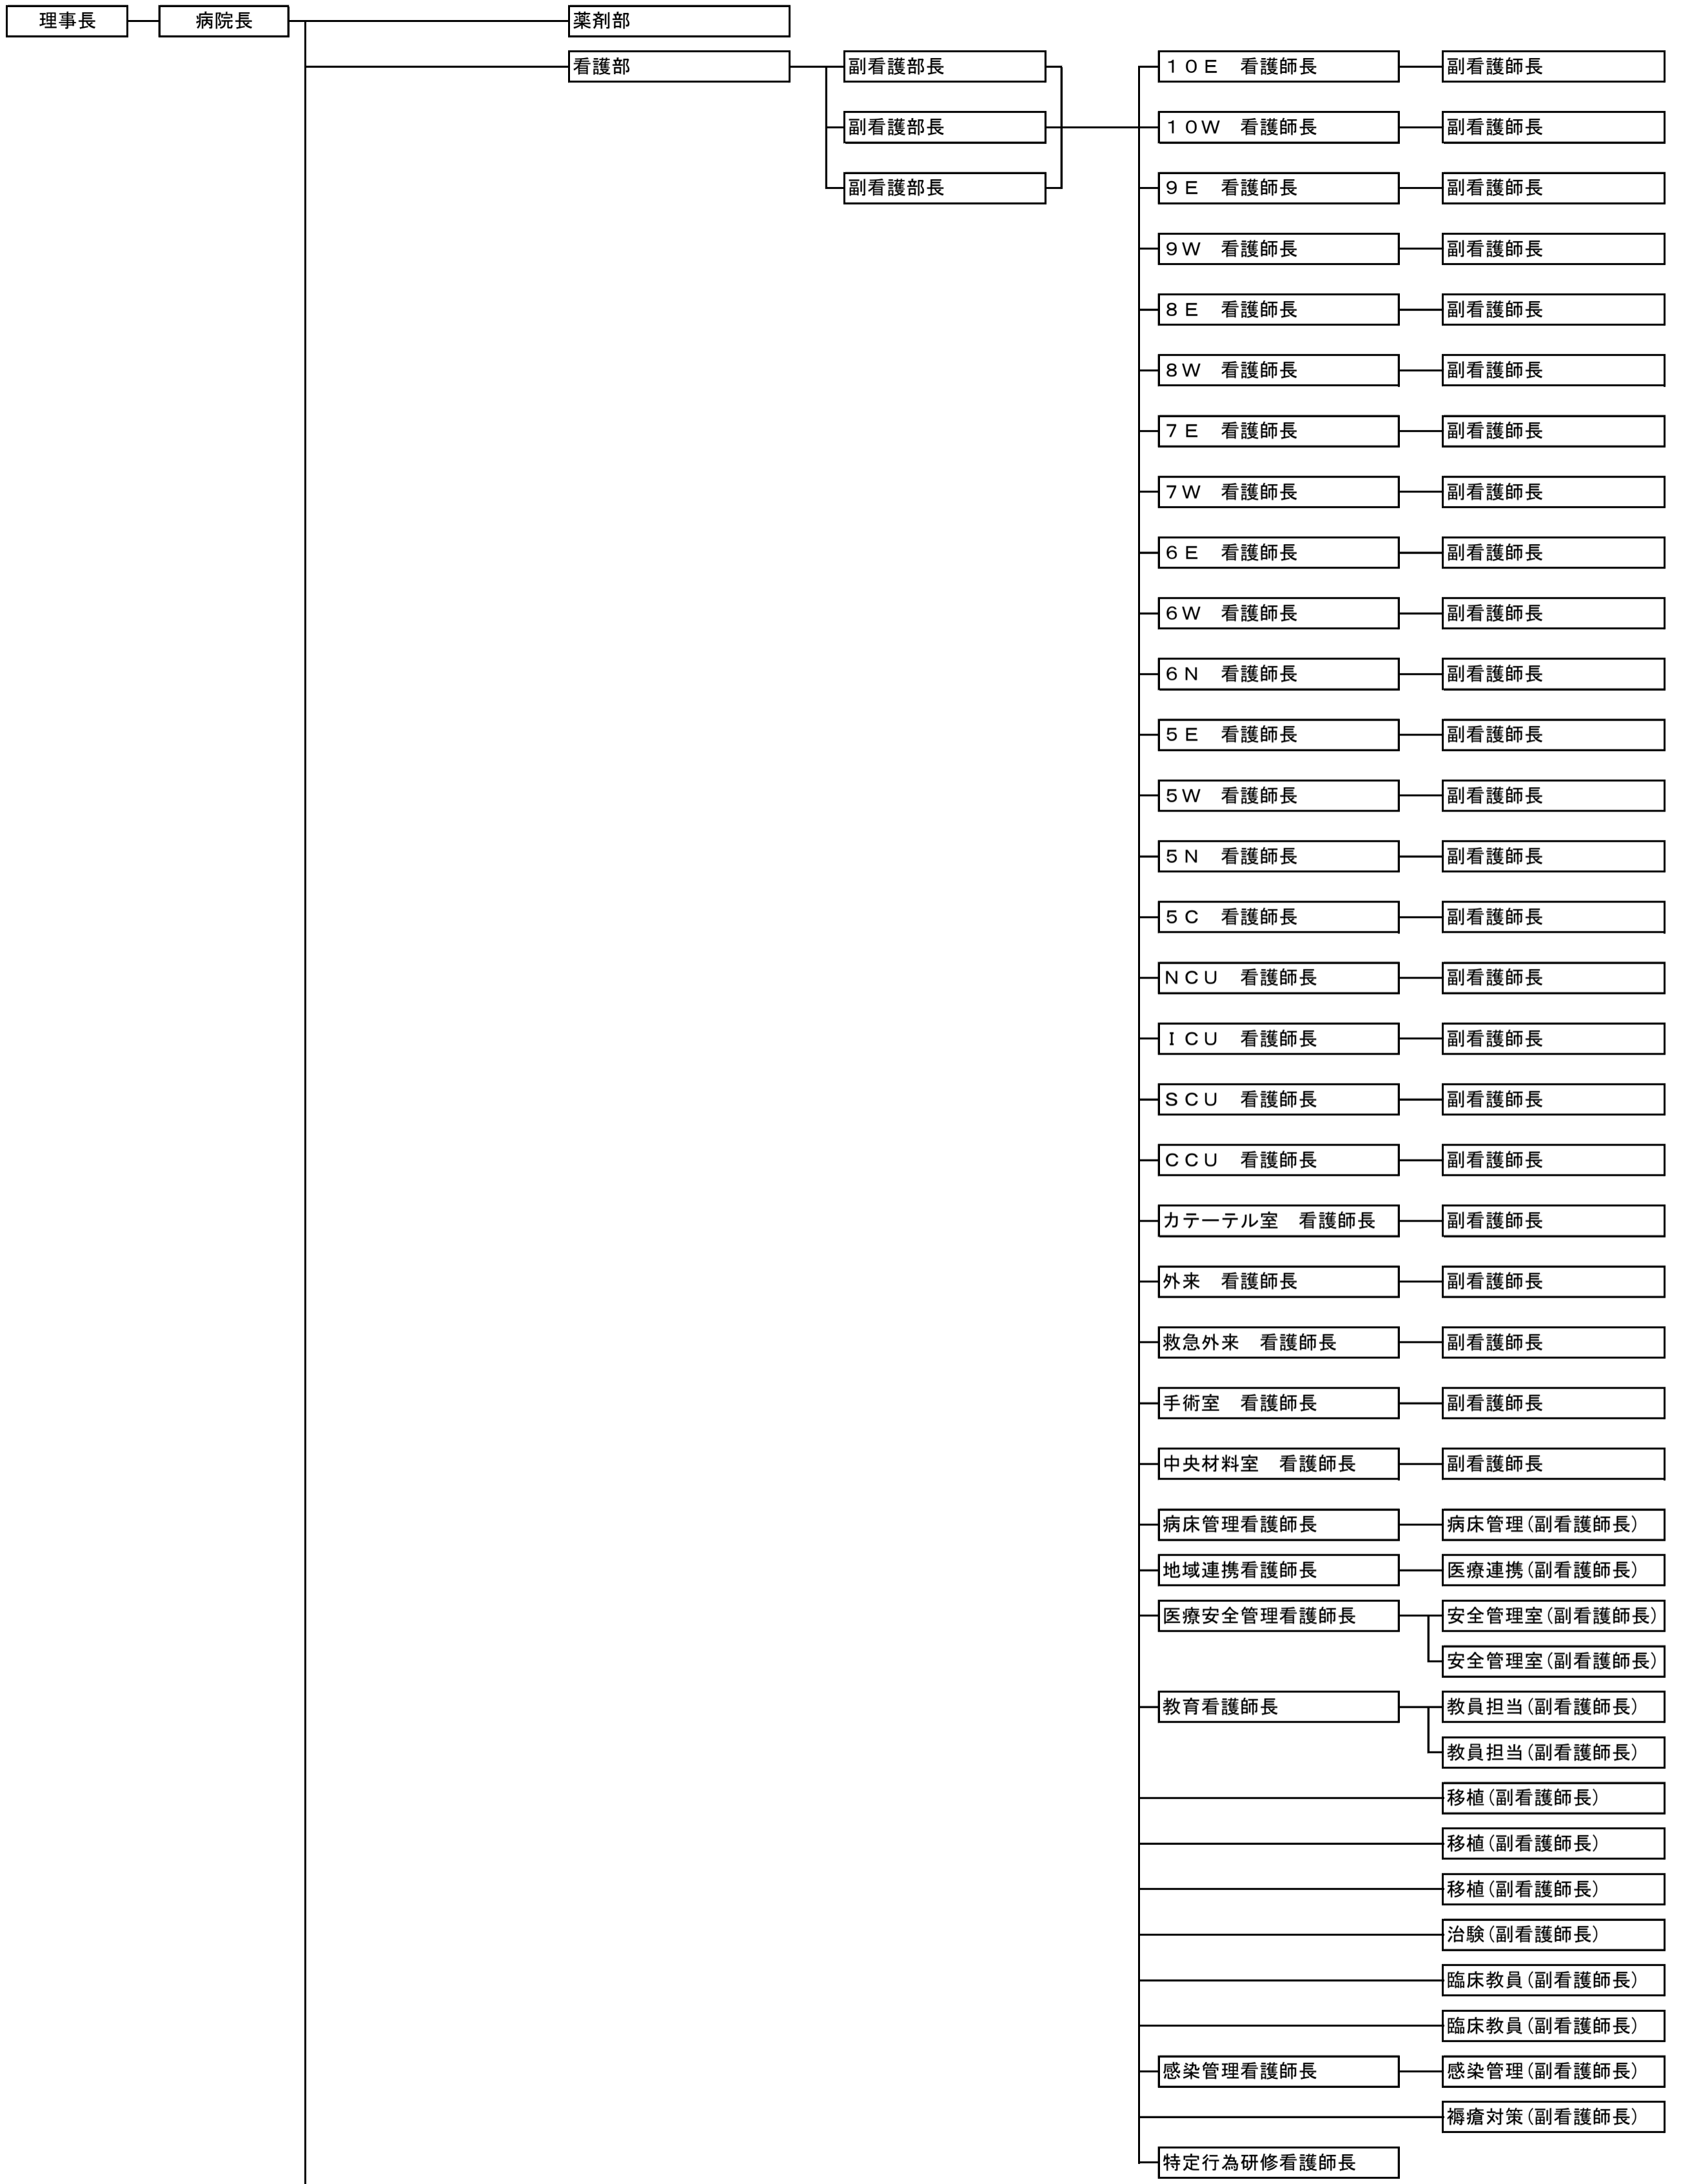 理事長 病院長 薬剤部
看護部 副看護部長 １０Ｅ　看護師長 副看護師長
副看護部長 １０Ｗ　看護師長 副看護師長
副看護部長 ９Ｅ　看護師長 副看護師長
９Ｗ　看護師長 副看護師長
８Ｅ　看護師長 副看護師長
８Ｗ　看護師長 副看護師長
７Ｅ　看護師長 副看護師長
７Ｗ　看護師長 副看護師長
６Ｅ　看護師長 副看護師長
６Ｗ　看護師長 副看護師長
６Ｎ　看護師長 副看護師長
５Ｅ　看護師長 副看護師長
５Ｗ　看護師長 副看護師長
５Ｎ　看護師長 副看護師長
５Ｃ　看護師長 副看護師長
ＮＣＵ　看護師長 副看護師長
ＩＣＵ　看護師長 副看護師長
ＳＣＵ　看護師長 副看護師長
ＣＣＵ　看護師長 副看護師長
カテーテル室　看護師長 副看護師長
外来　看護師長 副看護師長
救急外来　看護師長 副看護師長
手術室　看護師長 副看護師長
中央材料室　看護師長 副看護師長
病床管理看護師長 病床管理(副看護師長)
地域連携看護師長 医療連携(副看護師長)
医療安全管理看護師長 安全管理室(副看護師長)
安全管理室(副看護師長)
教育看護師長 教員担当(副看護師長)
教員担当(副看護師長)
移植(副看護師長)
移植(副看護師長)
移植(副看護師長)
治験(副看護師長)
臨床教員(副看護師長)
臨床教員(副看護師長)
感染管理看護師長 感染管理(副看護師長)
褥瘡対策(副看護師長)
特定行為研修看護師長